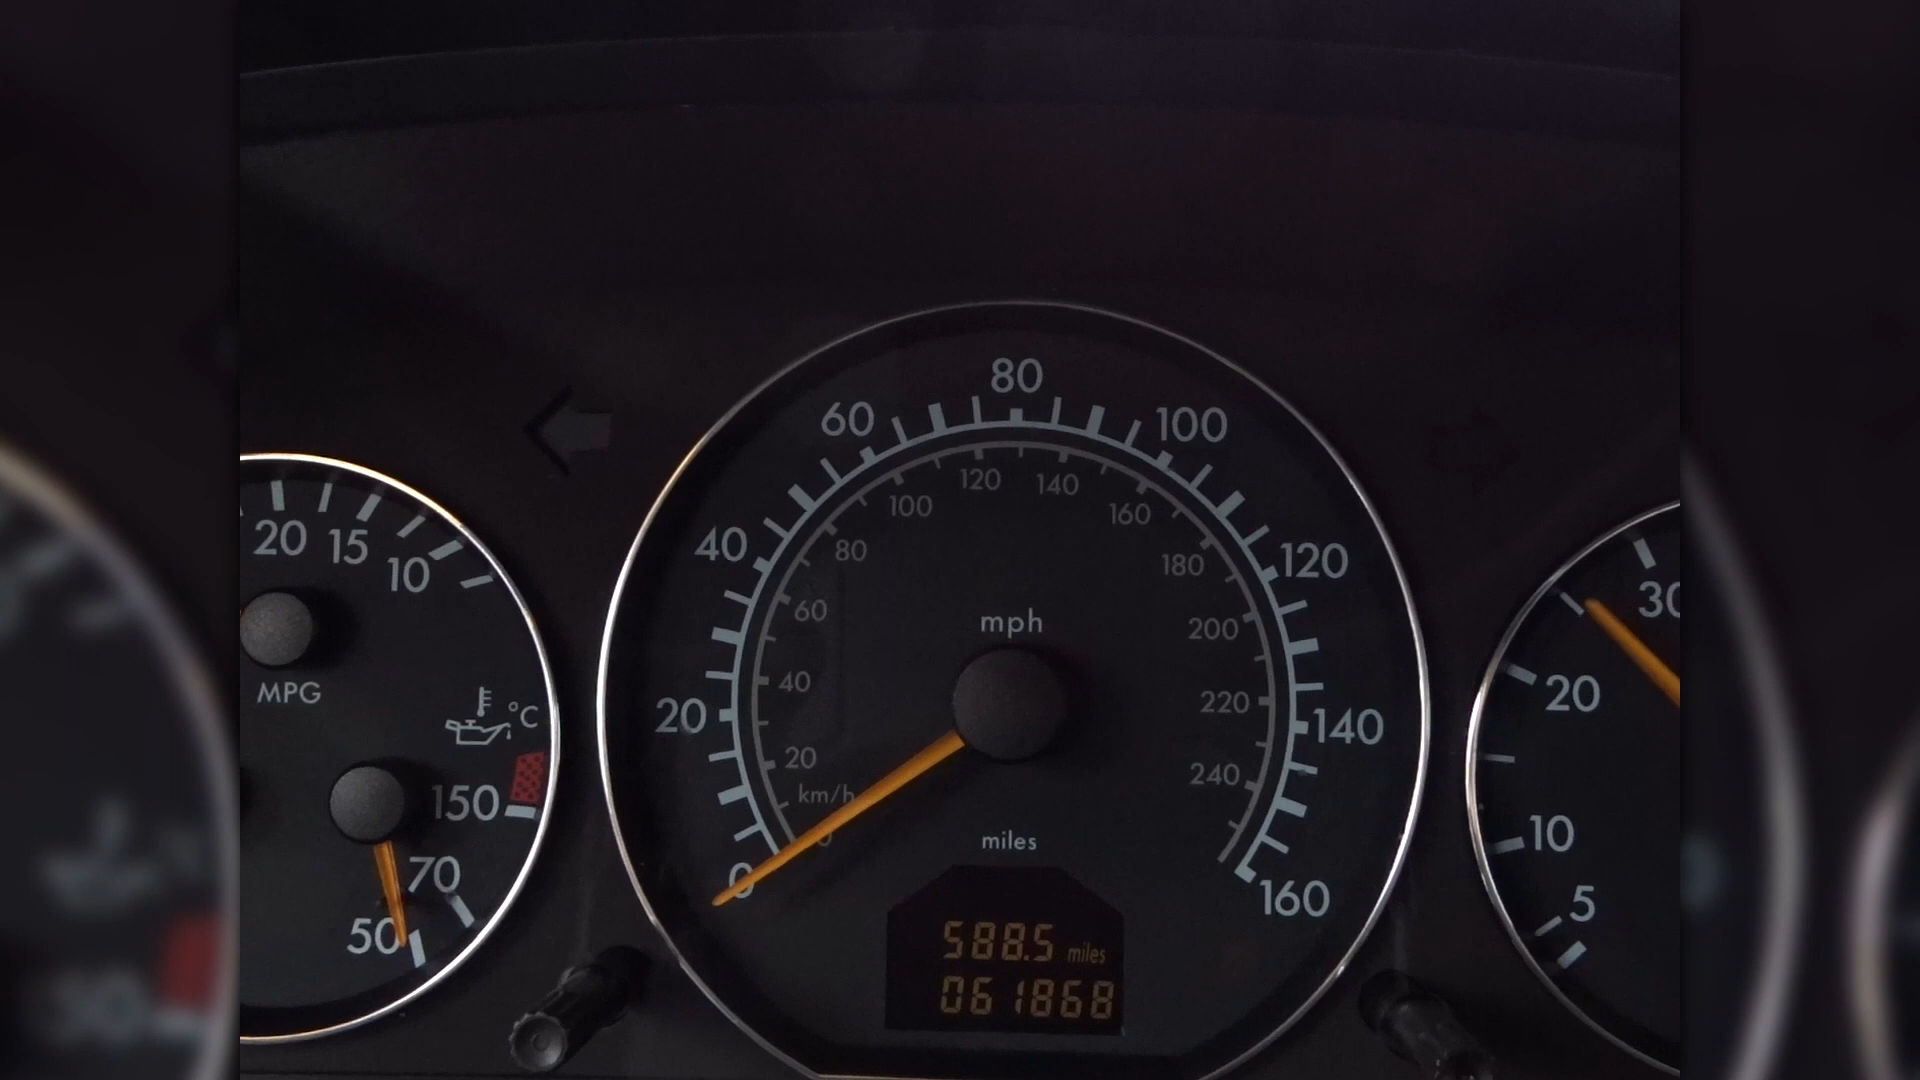 20 15 10
MPG
°C
150
70
50
0 20 40 60 80 100 120 140 160
20 40 60 80 100 120 140 160 180 200 220 240
km/h
mph
miles
588.5 miles
061868
30
20
10
5